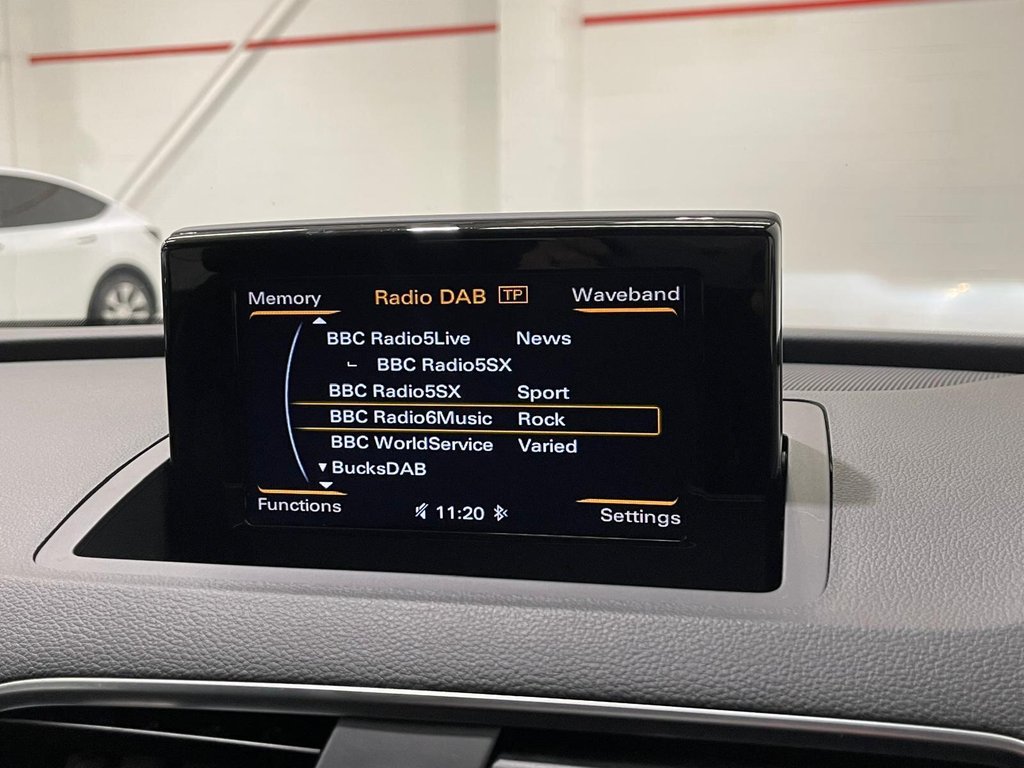 Memory Radio DAB TP Waveband
BBC Radio5Live News
BBC Radio5SX
BBC Radio5SX Sport
BBC Radio6Music Rock
BBC WorldService Varied
BucksDAB
Functions 11:20 Settings